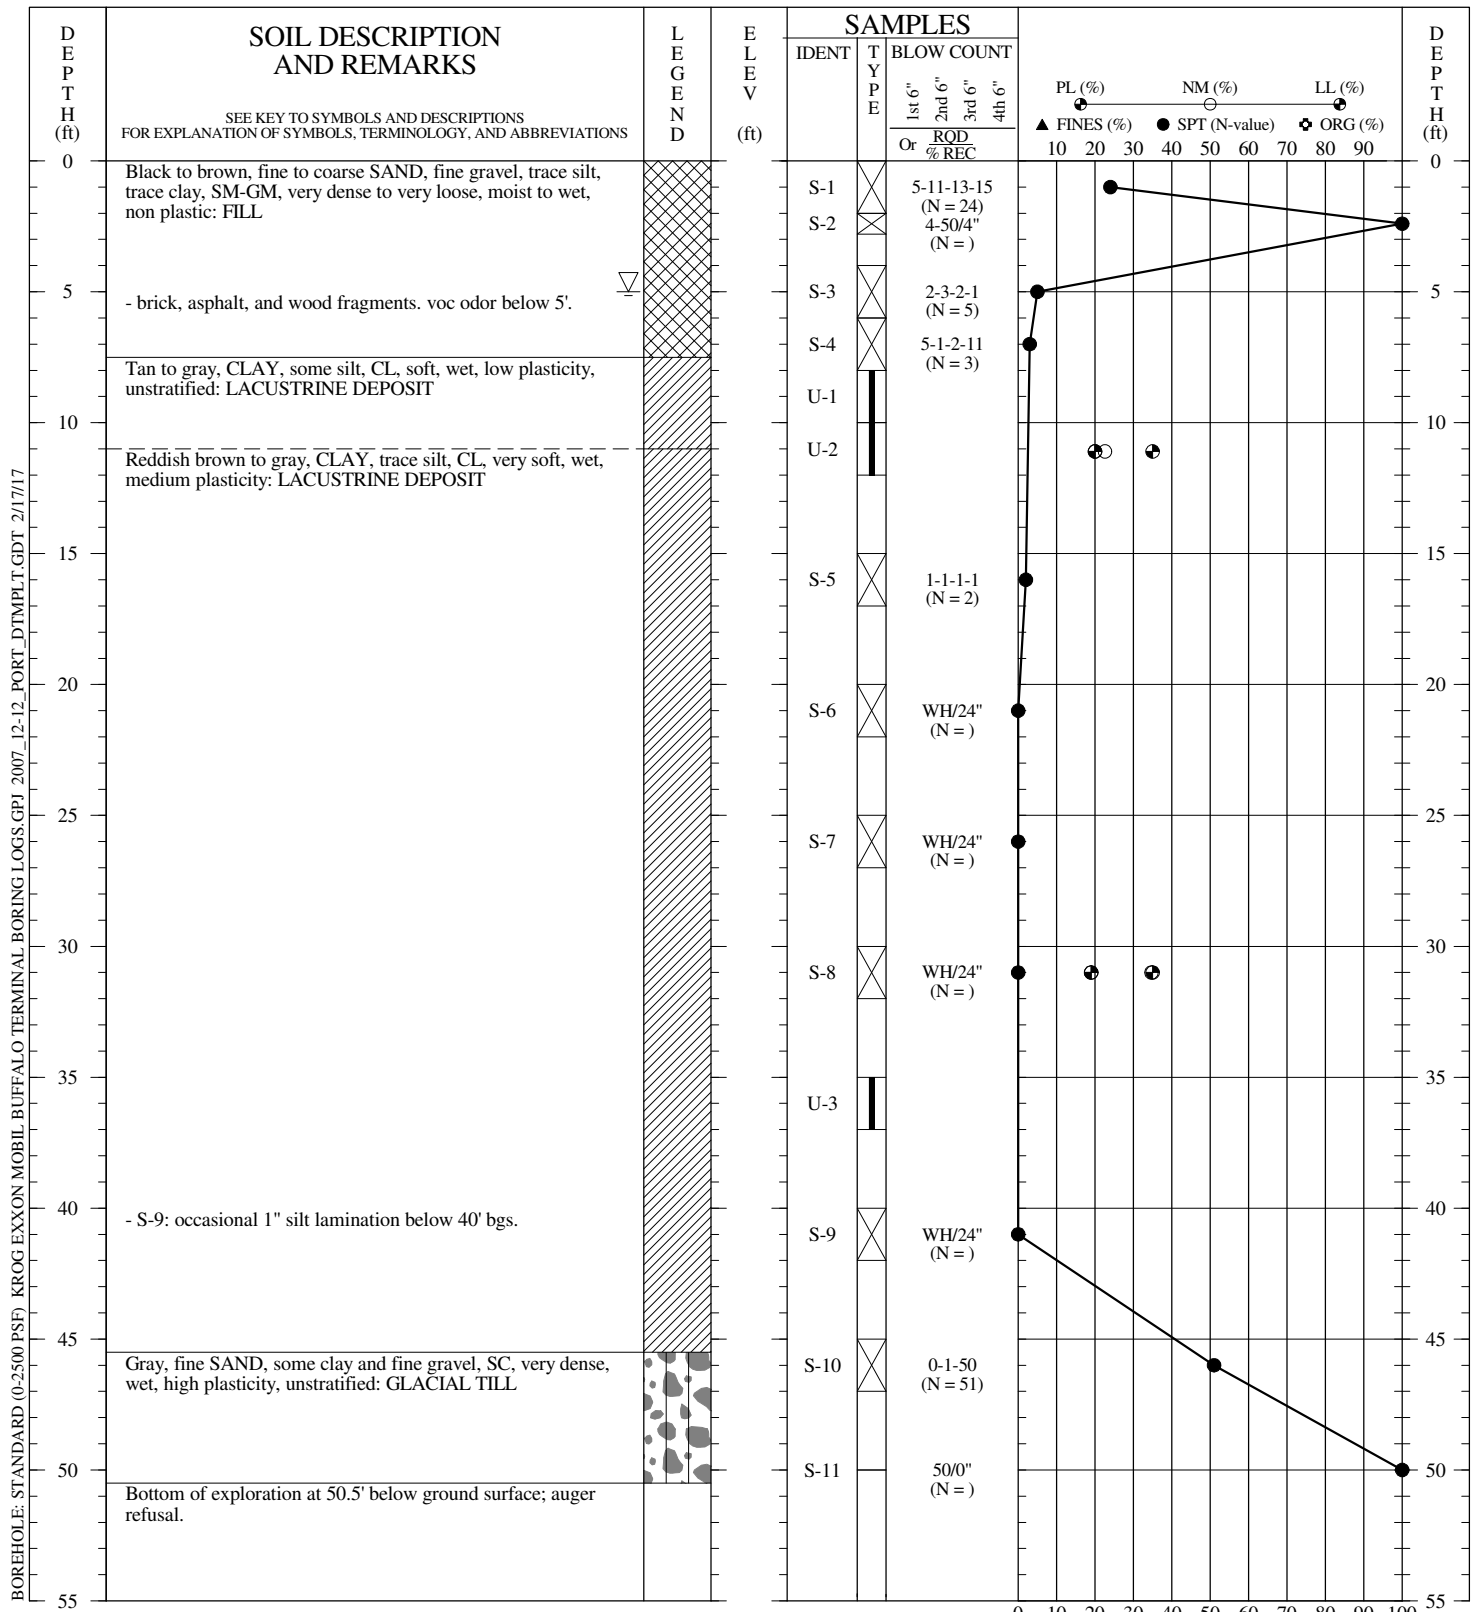 DEPTH (ft)
SOIL DESCRIPTION
AND REMARKS
SEE KEY TO SYMBOLS AND DESCRIPTIONS
FOR EXPLANATION OF SYMBOLS, TERMINOLOGY, AND ABBREVIATIONS
LEGEND
ELEV (ft)
SAMPLES
IDENT
TYPE
BLOW COUNT
1st 6"
2nd 6"
3rd 6"
4th 6"
Or RQD
% REC
PL (%) NM (%) LL (%)
FINES (%) SPT (N-value) ORG (%)
10 20 30 40 50 60 70 80 90
DEPTH (ft)
0
Black to brown, fine to coarse SAND, fine gravel, trace silt,
trace clay, SM-GM, very dense to very loose, moist to wet,
non plastic: FILL
S-1 5-11-13-15
(N = 24)
S-2 4-50/4"
(N = )
0
5
- brick, asphalt, and wood fragments. voc odor below 5'.
S-3 2-3-2-1
(N = 5)
5
S-4 5-1-2-11
(N = 3)
Tan to gray, CLAY, some silt, CL, soft, wet, low plasticity,
unstratified: LACUSTRINE DEPOSIT
U-1
10
10
U-2
Reddish brown to gray, CLAY, trace silt, CL, very soft, wet,
medium plasticity: LACUSTRINE DEPOSIT
15
15
S-5 1-1-1-1
(N = 2)
20
20
S-6 WH/24"
(N = )
25
25
S-7 WH/24"
(N = )
30
30
S-8 WH/24"
(N = )
35
35
U-3
40
40
- S-9: occasional 1" silt lamination below 40' bgs.
S-9 WH/24"
(N = )
45
45
Gray, fine SAND, some clay and fine gravel, SC, very dense,
wet, high plasticity, unstratified: GLACIAL TILL
S-10 0-1-50
(N = 51)
50
S-11 50/0"
(N = )
50
Bottom of exploration at 50.5' below ground surface; auger
refusal.
55
55
0 10 20 30 40 50 60 70 80 90 100
BOREHOLE: STANDARD (0-2500 PSF) KROG EXXON MOBIL BUFFALO TERMINAL BORING LOGS.GPJ 2007_12-12_PORT_DTMPLT.GDT 2/17/17